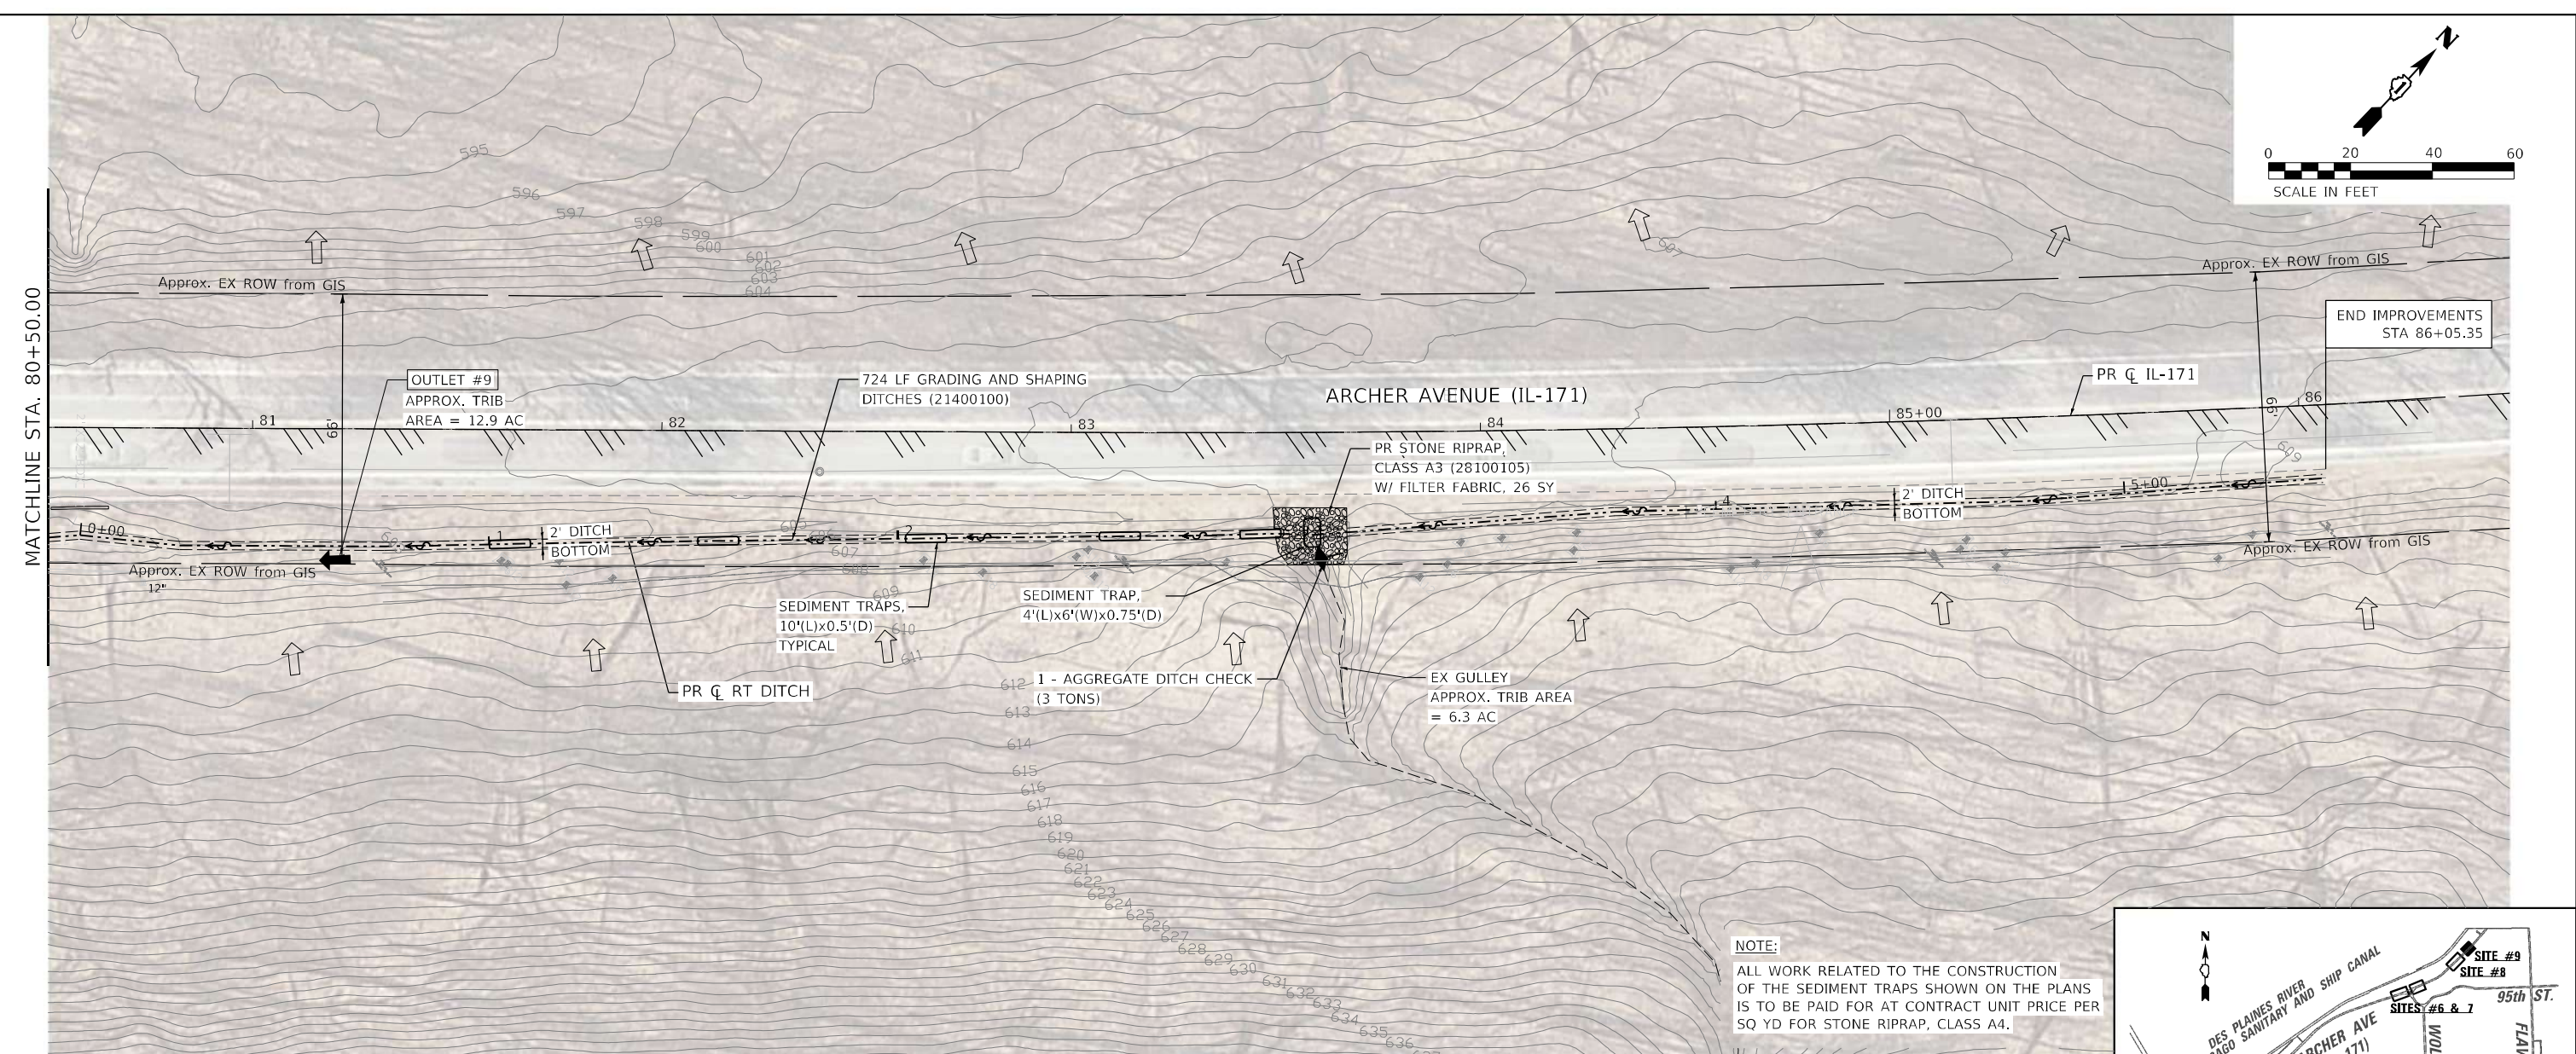 N
0 20 40 60
SCALE IN FEET
595
596
597
598
599
600
601
602
603
604
607
Approx. EX ROW from GIS
Approx. EX ROW from GIS
MATCHLINE STA. 80+50.00
END IMPROVEMENTS
STA 86+05.35
OUTLET #9
APPROX. TRIB
AREA = 12.9 AC
66'
724 LF GRADING AND SHAPING
DITCHES (21400100)
ARCHER AVENUE (IL-171)
PR ℄ IL-171
66'
81
82
83
84
85+00
86
609
PR STONE RIPRAP,
CLASS A3 (28100105)
W/ FILTER FABRIC, 26 SY
0+00
1
2' DITCH
BOTTOM
2
4
2' DITCH
BOTTOM
5+00
607
608
609
610
611
612
613
614
615
616
617
618
619
620
621
622
623
624
625
626
627
628
629
630
631
632
633
634
635
636
Approx. EX ROW from GIS
12"
Approx. EX ROW from GIS
SEDIMENT TRAPS,
10'(L)x0.5'(D)
TYPICAL
SEDIMENT TRAP,
4'(L)x6'(W)x0.75'(D)
PR ℄ RT DITCH
1 - AGGREGATE DITCH CHECK
(3 TONS)
EX GULLEY
APPROX. TRIB AREA
= 6.3 AC
NOTE:
ALL WORK RELATED TO THE CONSTRUCTION
OF THE SEDIMENT TRAPS SHOWN ON THE PLANS
IS TO BE PAID FOR AT CONTRACT UNIT PRICE PER
SQ YD FOR STONE RIPRAP, CLASS A4.
N
SITE #9
SITE #8
SITES #6 & 7
95th ST.
DES PLAINES RIVER
SANITARY AND SHIP CANAL
ARCHER AVE